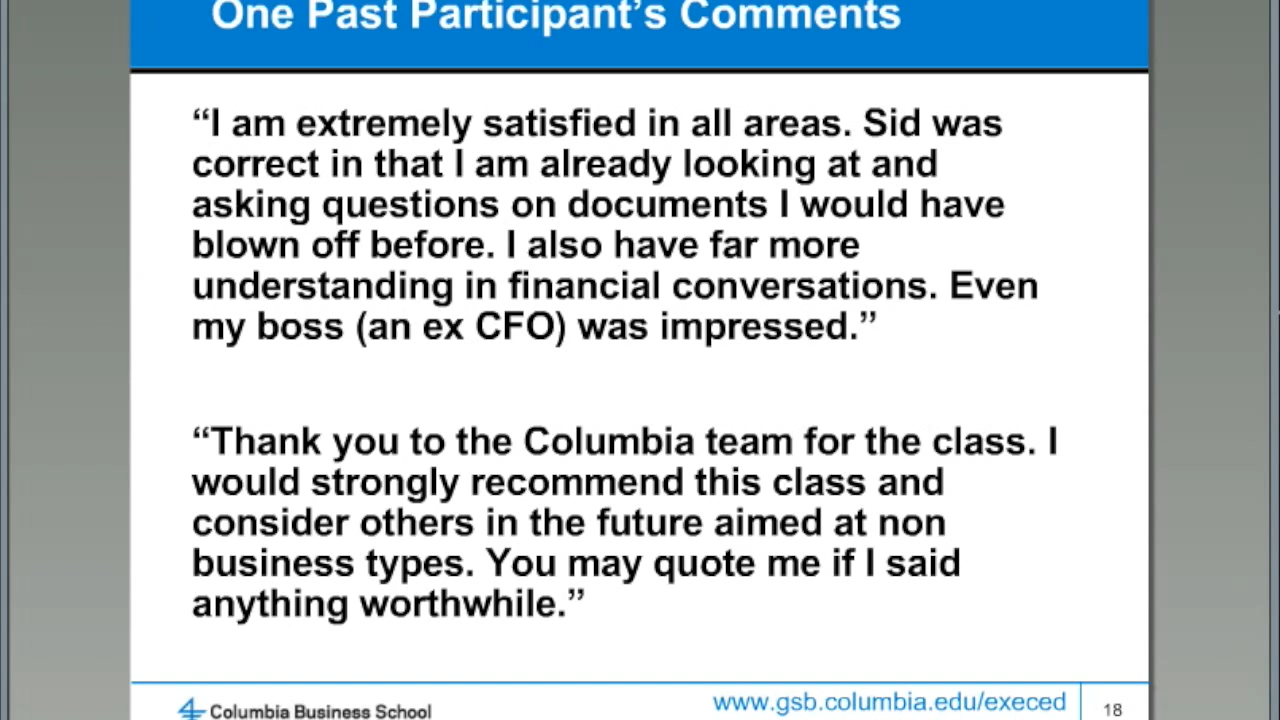 One Past Participant’s Comments
“I am extremely satisfied in all areas. Sid was
correct in that I am already looking at and
asking questions on documents I would have
blown off before. I also have far more
understanding in financial conversations. Even
my boss (an ex CFO) was impressed.”
“Thank you to the Columbia team for the class. I
would strongly recommend this class and
consider others in the future aimed at non
business types. You may quote me if I said
anything worthwhile.”
Columbia Business School
www.gsb.columbia.edu/execed
18